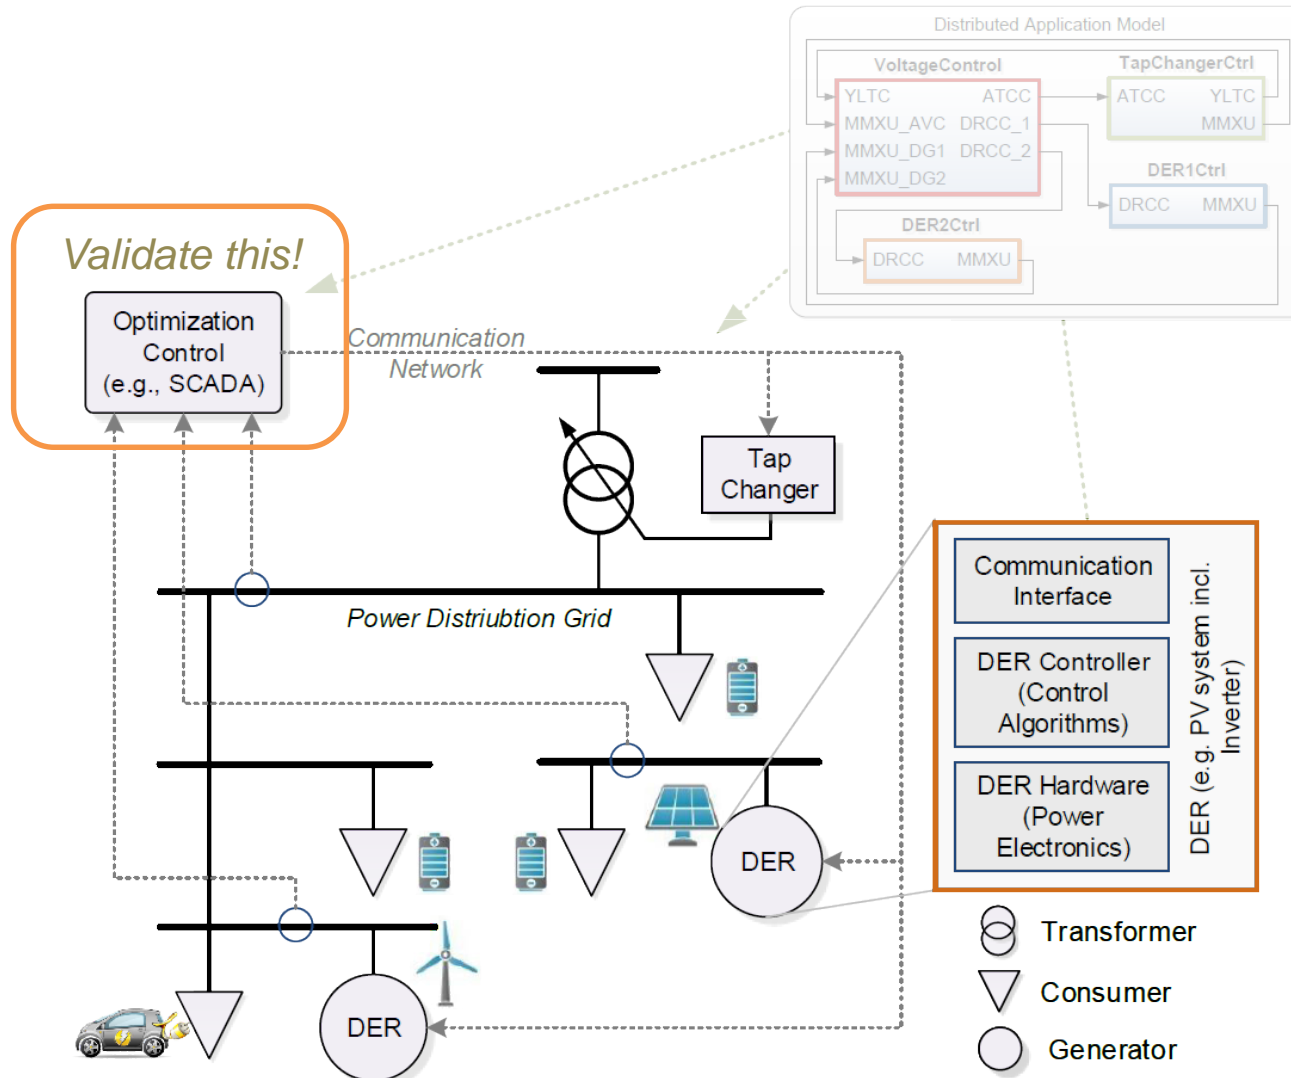 Distributed Application Model
VoltageControl
YLTC ATCC
MMXU_AVC DRCC_1
MMXU_DG1 DRCC_2
MMXU_DG2
TapChangerCtrl
ATCC YLTC
MMXU
DER1Ctrl
DRCC MMXU
DER2Ctrl
DRCC MMXU
Validate this!
Optimization
Control
(e.g., SCADA)
Communication
Network
Tap
Changer
Power Distriubtion Grid
Communication
Interface
DER Controller
(Control
Algorithms)
DER Hardware
(Power
Electronics)
DER (e.g. PV system incl.
Inverter)
DER
DER
Transformer
Consumer
Generator